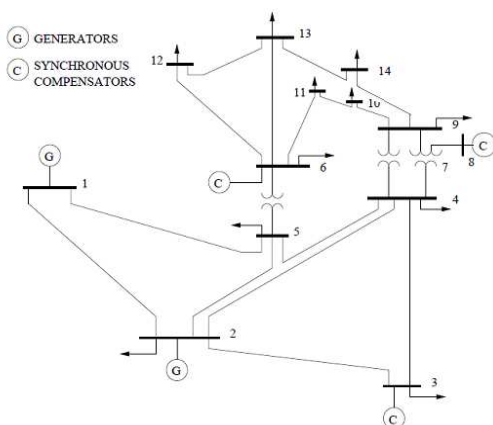 G GENERATORS
C SYNCHRONOUS
COMPENSATORS
13
12
14
11
10
9
C
8
7
G
1
C
6
4
5
2
G
3
C